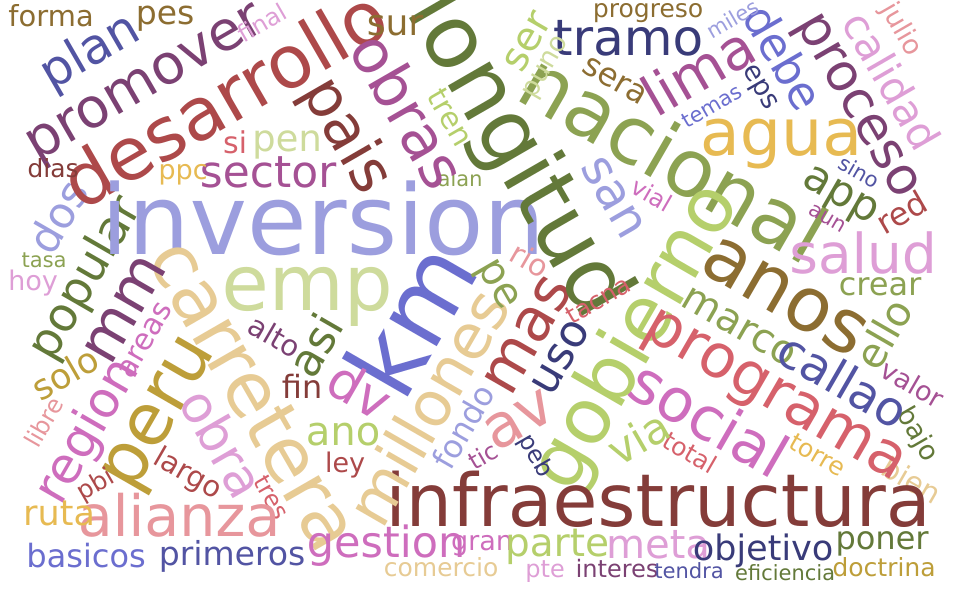 forma
pes
plan
promover
final
desarrollo
sur
longitud
ser
puno
progreso
tramo
miles
debe
julio
calidad
proceso
sera
lima
eps
temas
nacional
obras
pais
tren
si
pen
agua
dias
ppc
sector
alan
san
vial
sino
app
aun
red
dos
popular
inversion
tasa
hoy
mm
carretera
emp
km
rio
pe
tacna
gobierno
anos
salud
crear
ello
marco
areas
alto
asi
millones
mas
uso
programa
callao
valor
solo
peru
fin
dv
av
social
bajo
libre
region
obra
ano
fondo
via
total
torre
bien
pbi
largo
tres
ley
tic
peb
ruta
alianza
infraestructura
basicos
primeros
gestion
gran
parte
meta
objetivo
poner
comercio
pte
interes
tendra
eficiencia
doctrina